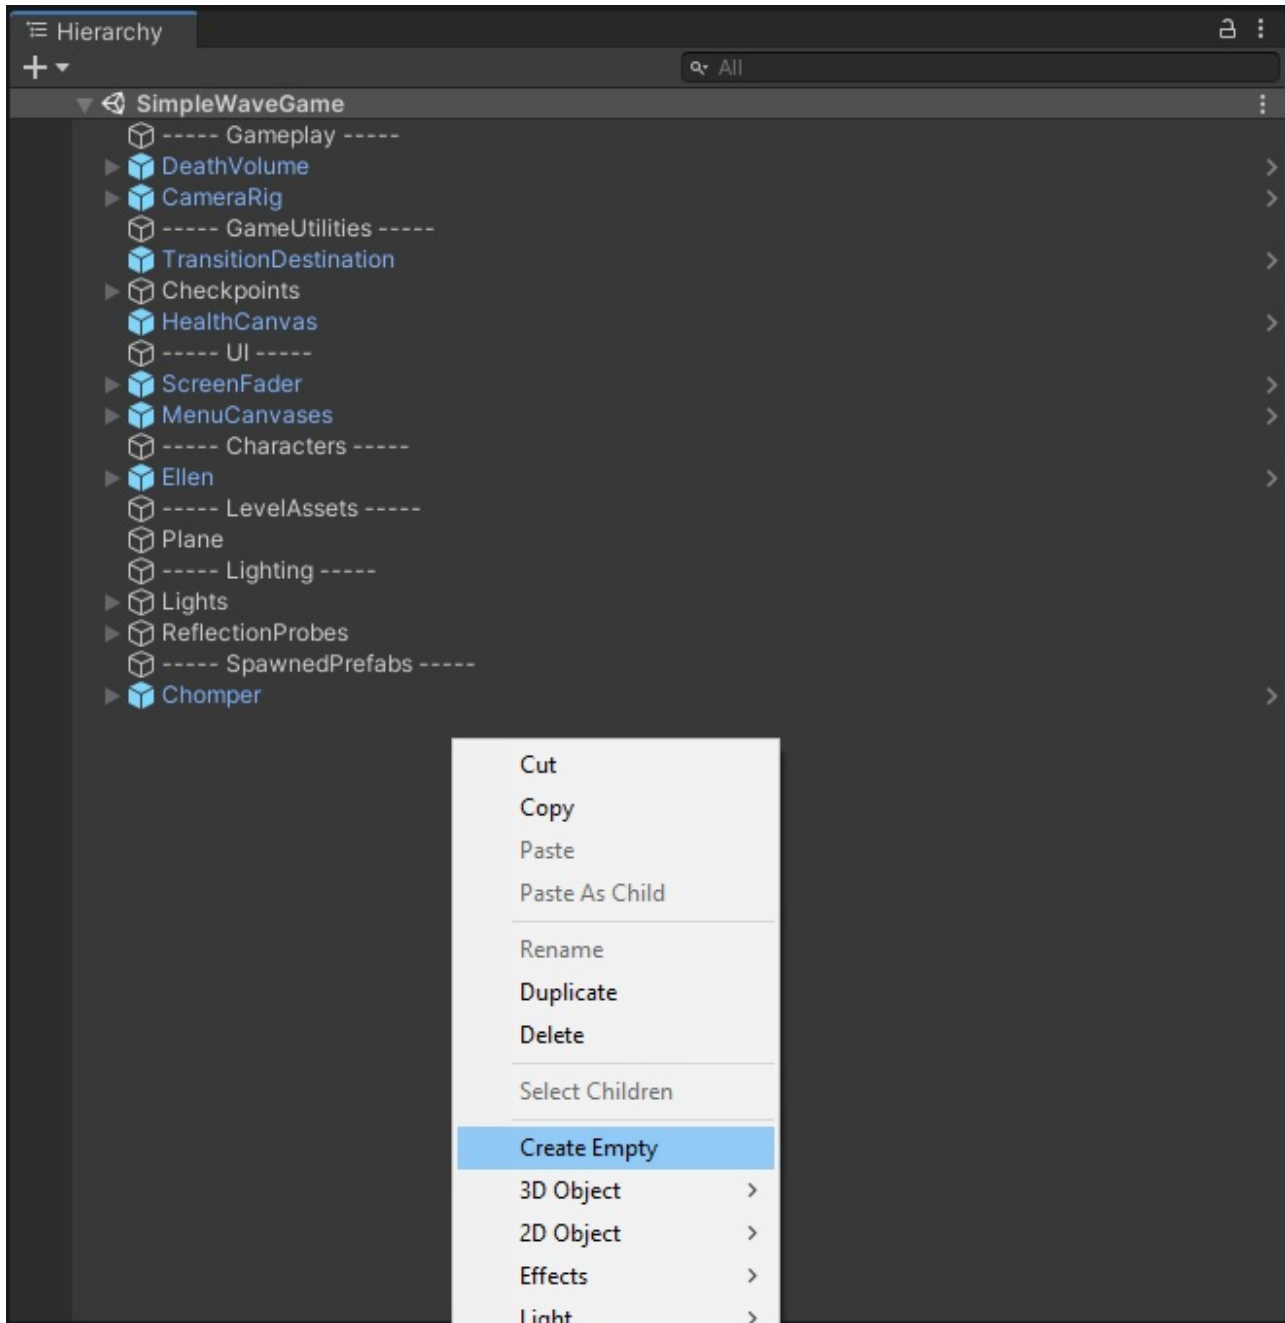 Hierarchy
All
SimpleWaveGame
----- Gameplay -----
DeathVolume
CameraRig
----- GameUtilities -----
TransitionDestination
Checkpoints
HealthCanvas
----- UI -----
ScreenFader
MenuCanvases
----- Characters -----
Ellen
----- LevelAssets -----
Plane
----- Lighting -----
Lights
ReflectionProbes
----- SpawnedPrefabs -----
Chomper
Cut
Copy
Paste
Paste As Child
Rename
Duplicate
Delete
Select Children
Create Empty
3D Object
2D Object
Effects
Light